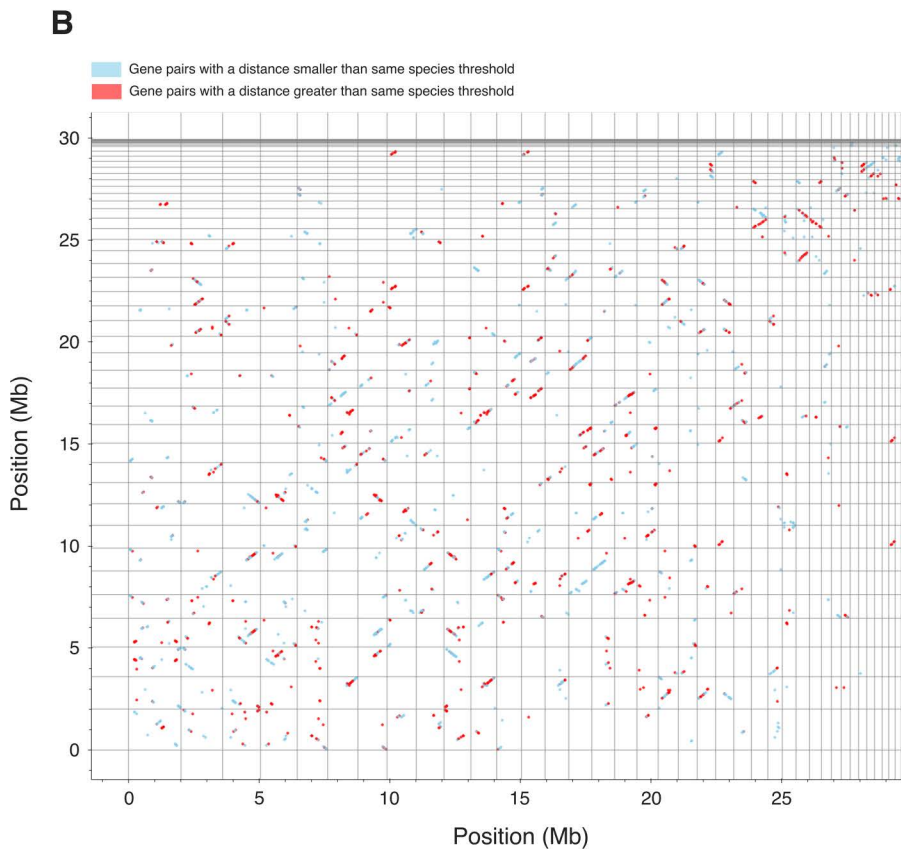 B
Gene pairs with a distance smaller than same species threshold
Gene pairs with a distance greater than same species threshold
30
25
20
15
10
5
0
Position (Mb)
0 5 10 15 20 25
Position (Mb)